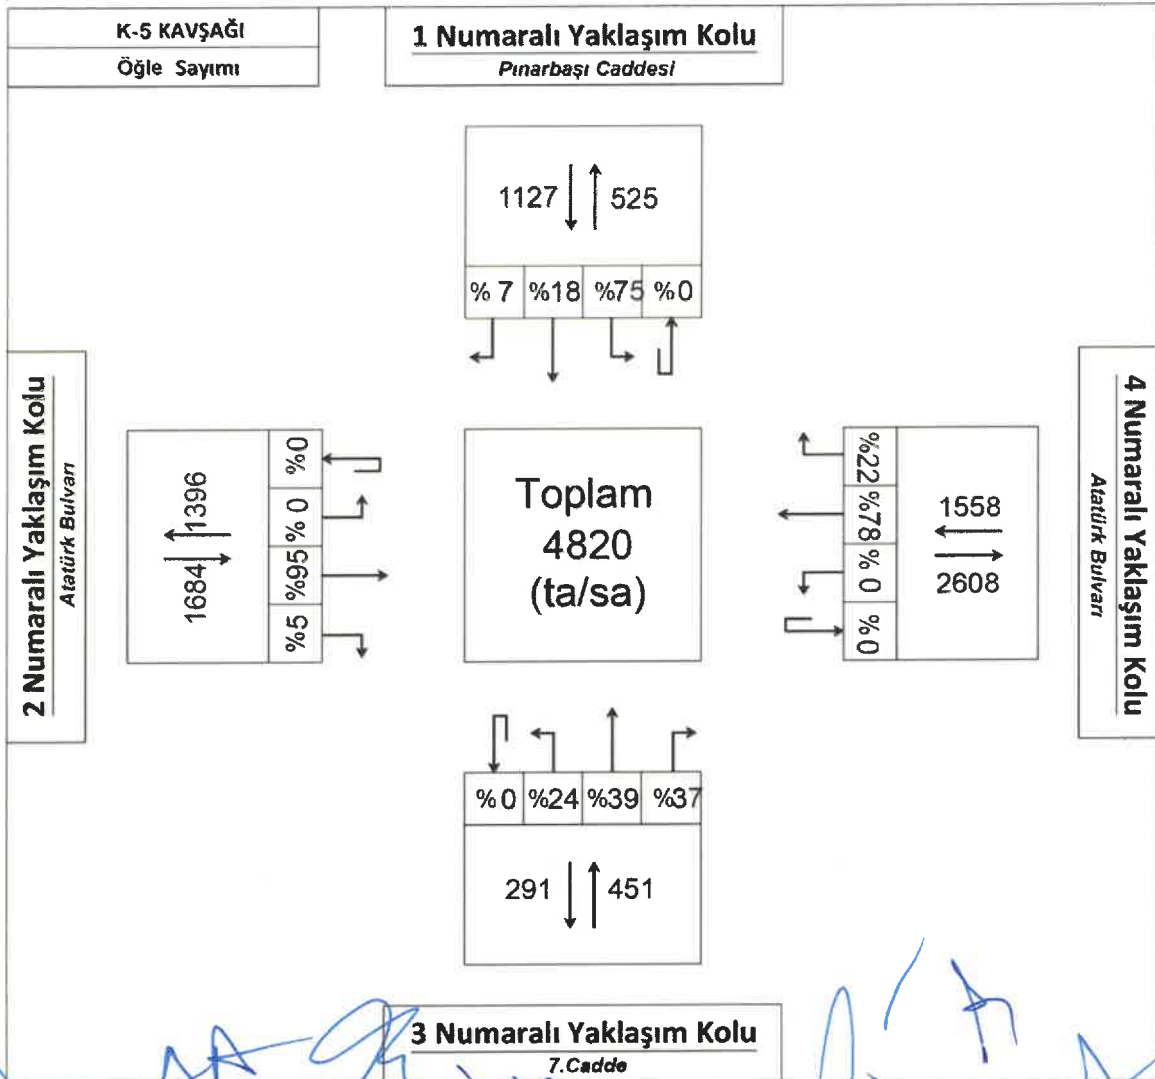 K-5 KAVŞAĞI
Öğle Sayımı
1 Numaralı Yaklaşım Kolu
Pınarbaşı Caddesi
1127 525
% 7 %18 %75 %0
2 Numaralı Yaklaşım Kolu
Atatürk Bulvarı
1396
1684
%0
% 0
%95
%5
Toplam
4820
(ta/sa)
%22
%78
% 0
%0
1558
2608
4 Numaralı Yaklaşım Kolu
Atatürk Bulvarı
%0 %24 %39 %37
291 451
3 Numaralı Yaklaşım Kolu
7.Cadde